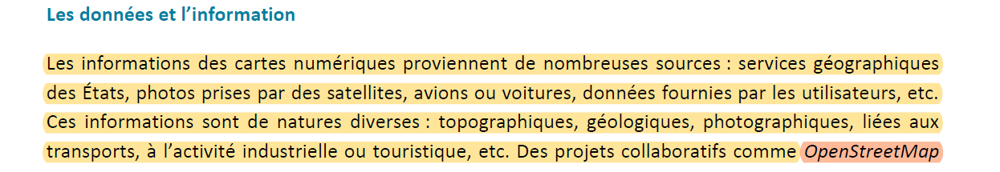 Les données et l’information
Les informations des cartes numériques proviennent de nombreuses sources : services géographiques
des États, photos prises par des satellites, avions ou voitures, données fournies par les utilisateurs, etc.
Ces informations sont de natures diverses : topographiques, géologiques, photographiques, liées aux
transports, à l’activité industrielle ou touristique, etc. Des projets collaboratifs comme OpenStreetMap